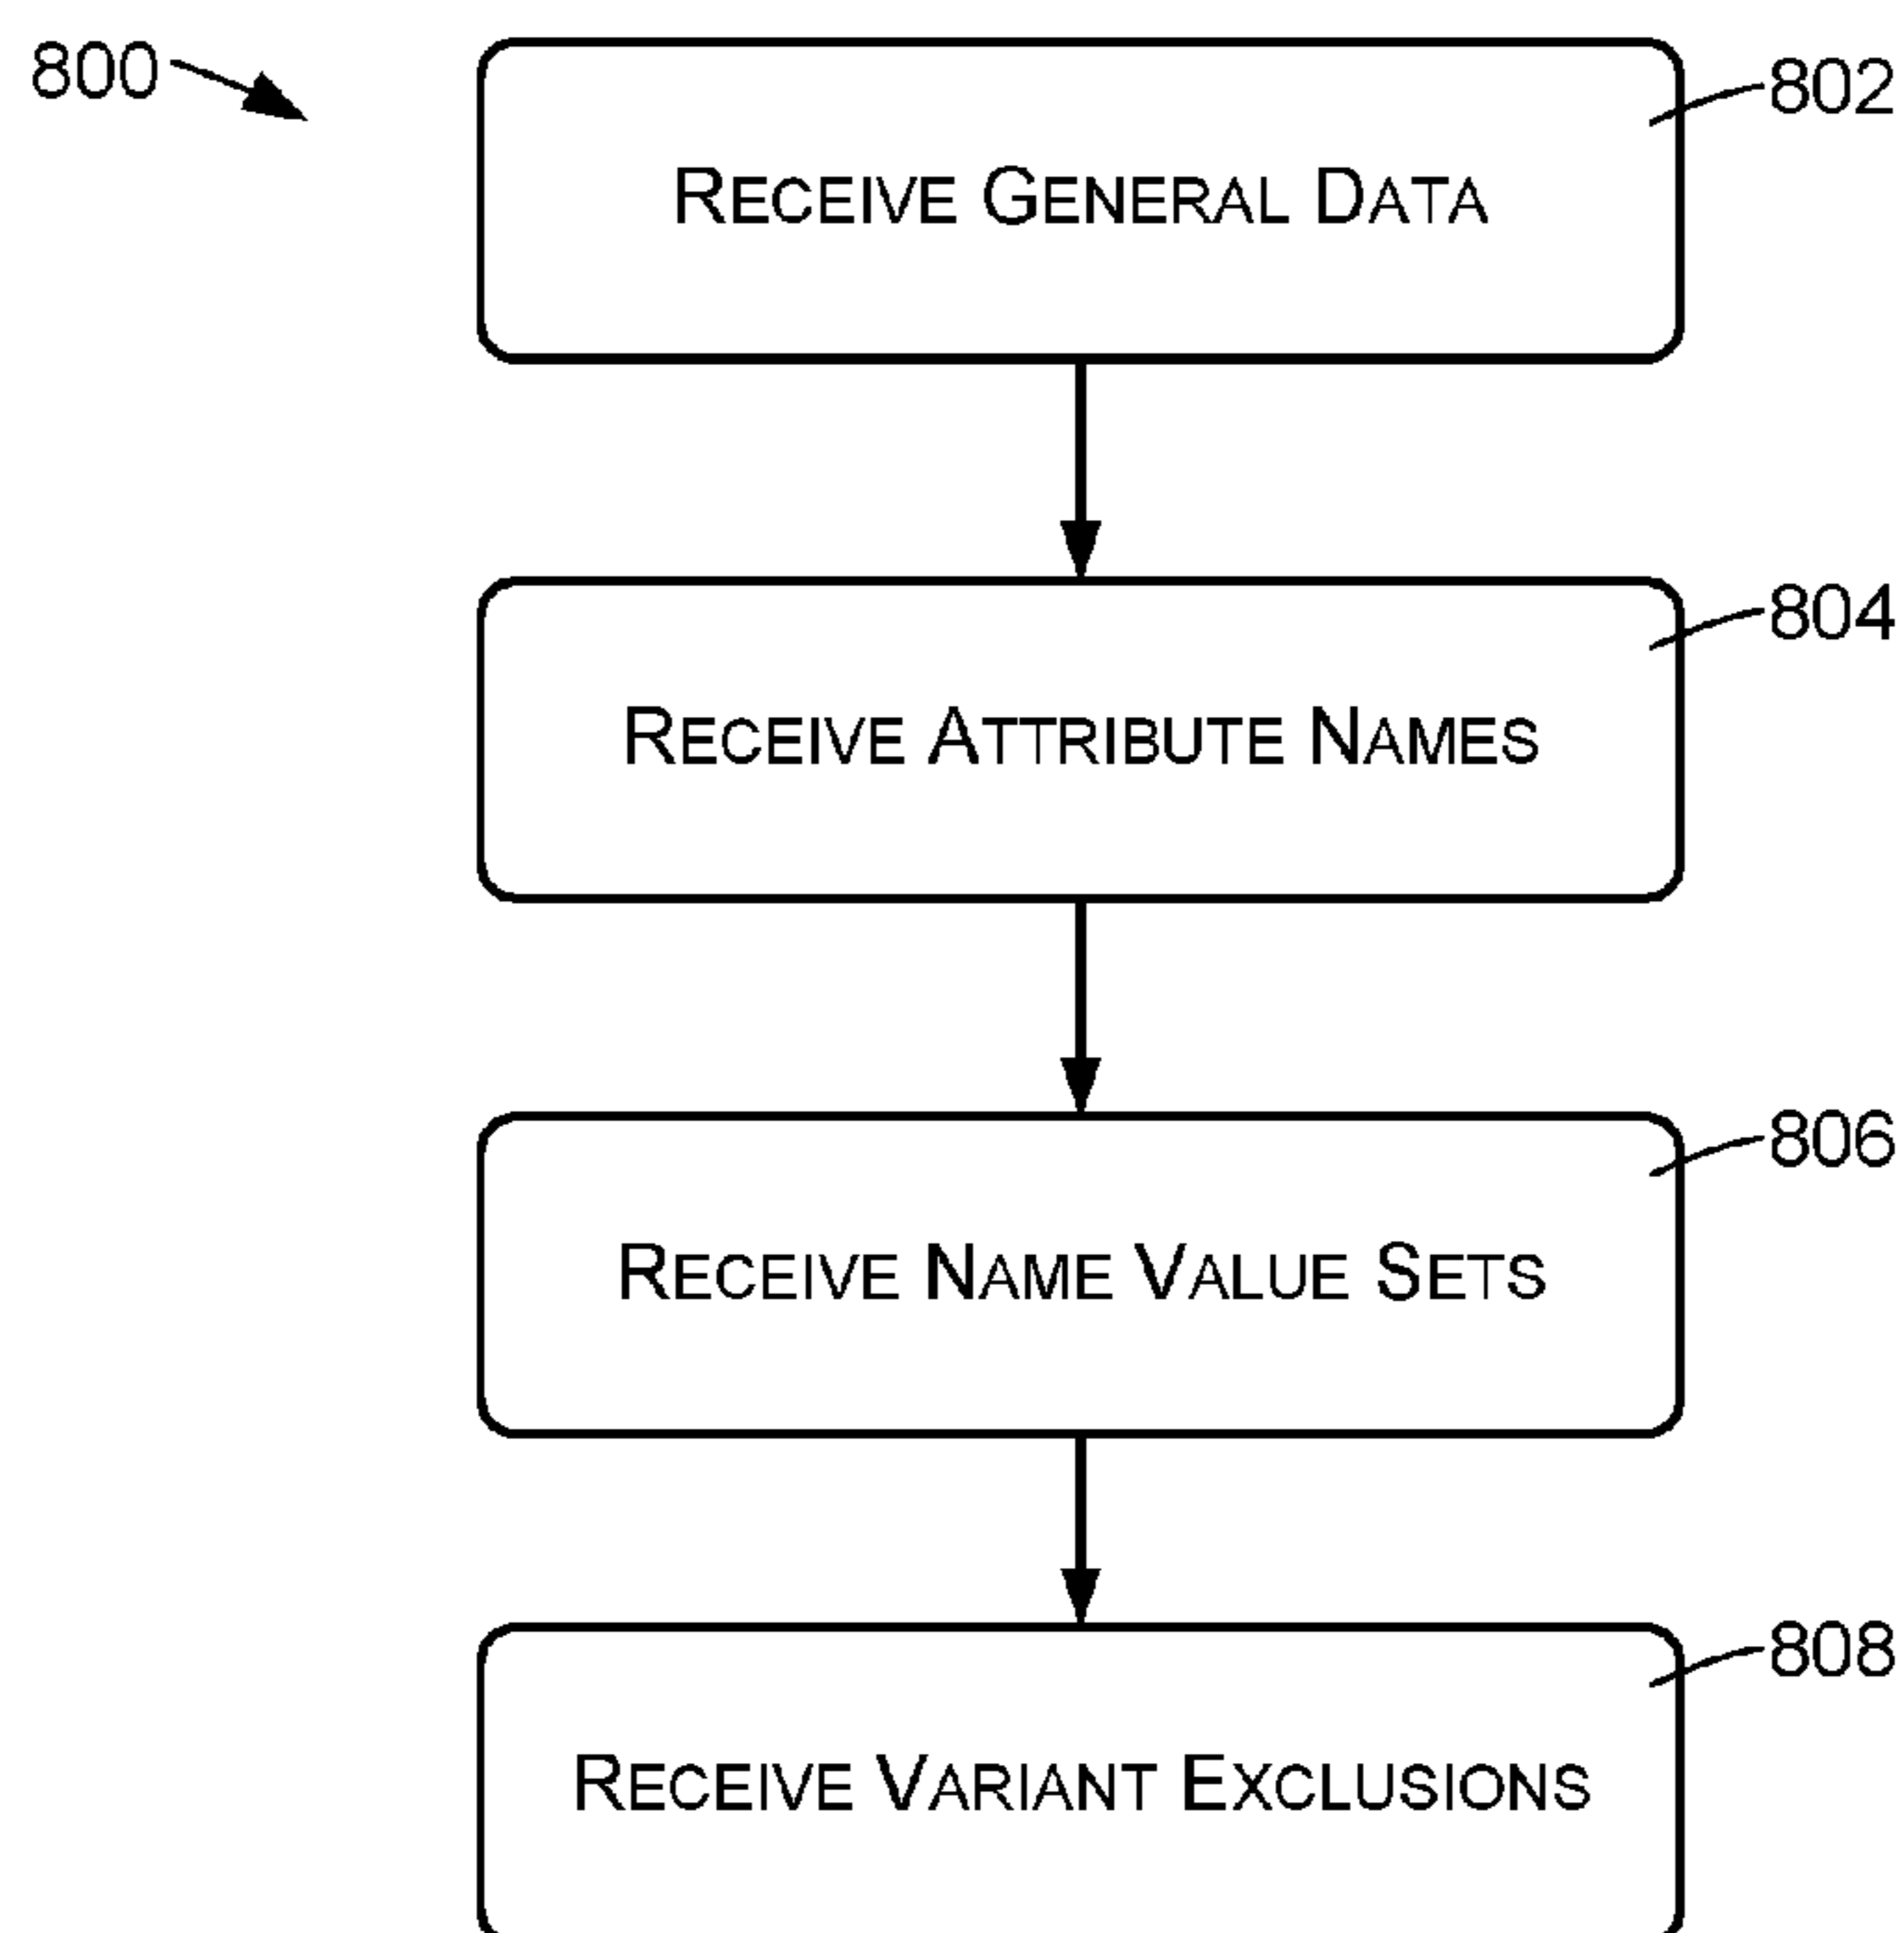 800
802
RECEIVE GENERAL DATA
804
RECEIVE ATTRIBUTE NAMES
806
RECEIVE NAME VALUE SETS
808
RECEIVE VARIANT EXCLUSIONS